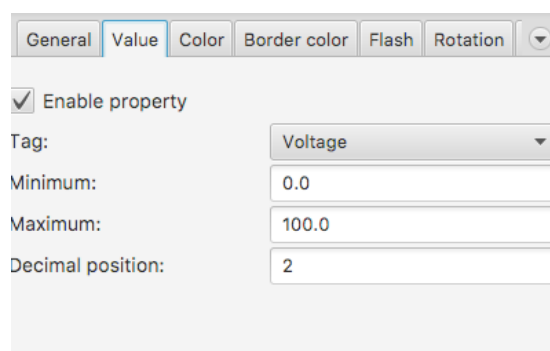 General Value Color Border color Flash Rotation
Enable property
Tag: Voltage
Minimum: 0.0
Maximum: 100.0
Decimal position: 2